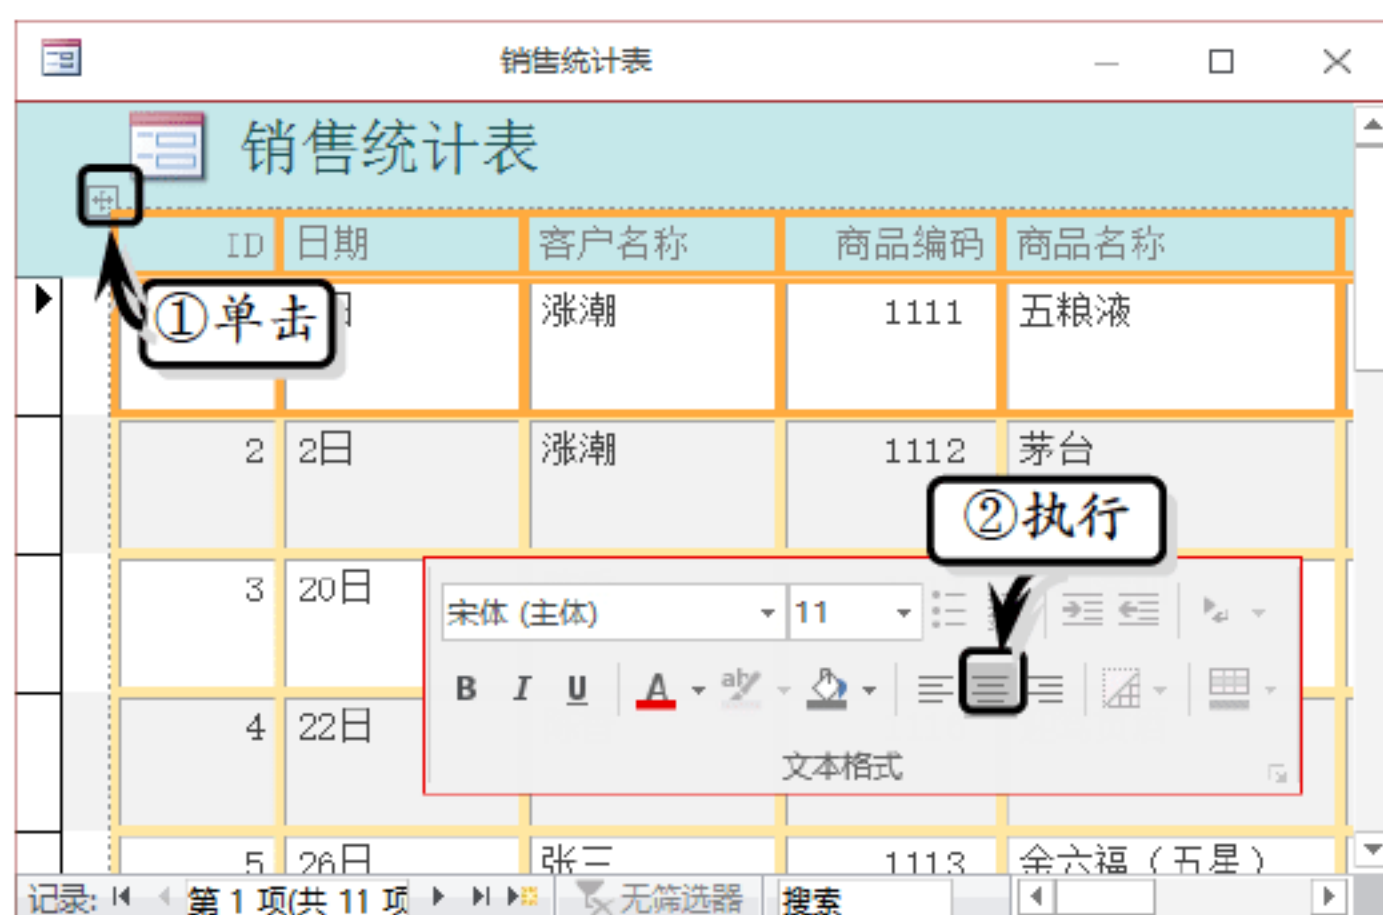 销售统计表
销售统计表
ID 日期 客户名称 商品编码 商品名称
①单击
涨潮 1111 五粮液
2 2日 涨潮 1112 茅台
②执行
3 20日
宋体 (主体) 11
B I U A aby
4 22日
文本格式
5 26日 张三 1113 金六福（五星）
记录: 第 1 项(共 11 项 无筛选器 搜索